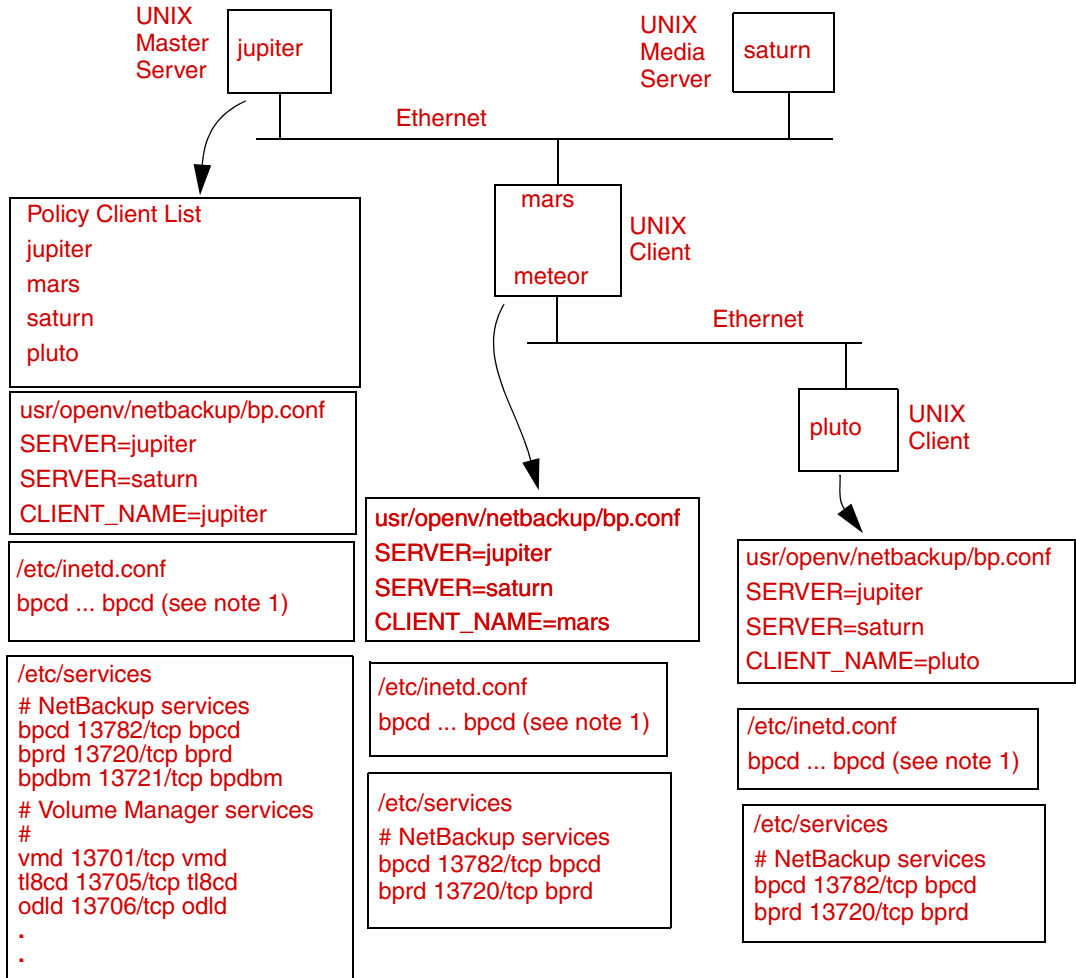 UNIX
Master
Server
jupiter
UNIX
Media
Server
saturn
Ethernet
mars
meteor
UNIX
Client
Ethernet
pluto
UNIX
Client
Policy Client List
jupiter
mars
saturn
pluto
usr/openv/netbackup/bp.conf
SERVER=jupiter
SERVER=saturn
CLIENT_NAME=jupiter
/etc/inetd.conf
bpcd ... bpcd (see note 1)
/etc/services
# NetBackup services
bpcd 13782/tcp bpcd
bprd 13720/tcp bprd
bpdbm 13721/tcp bpdbm
# Volume Manager services
#
vmd 13701/tcp vmd
tl8cd 13705/tcp tl8cd
odld 13706/tcp odld
.
.
usr/openv/netbackup/bp.conf
SERVER=jupiter
SERVER=saturn
CLIENT_NAME=mars
/etc/inetd.conf
bpcd ... bpcd (see note 1)
/etc/services
# NetBackup services
bpcd 13782/tcp bpcd
bprd 13720/tcp bprd
usr/openv/netbackup/bp.conf
SERVER=jupiter
SERVER=saturn
CLIENT_NAME=pluto
/etc/inetd.conf
bpcd ... bpcd (see note 1)
/etc/services
# NetBackup services
bpcd 13782/tcp bpcd
bprd 13720/tcp bprd